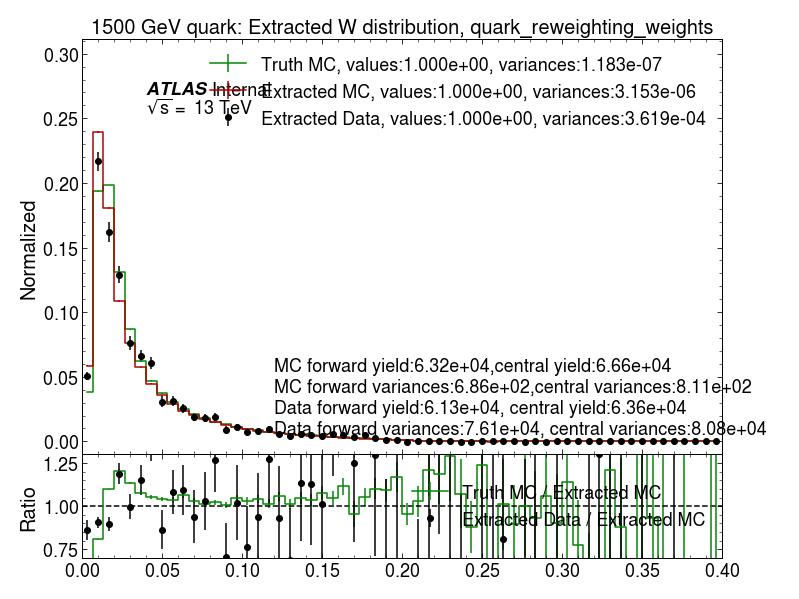 1500 GeV quark: Extracted W distribution, quark_reweighting_weights
Truth MC, values:1.000e+00, variances:1.183e-07
ATLAS Internal
Extracted MC, values:1.000e+00, variances:3.153e-06
√s = 13 TeV
Extracted Data, values:1.000e+00, variances:3.619e-04
Normalized
0.30
0.25
0.20
0.15
0.10
0.05
0.00
MC forward yield:6.32e+04,central yield:6.66e+04
MC forward variances:6.86e+02,central variances:8.11e+02
Data forward yield:6.13e+04, central yield:6.36e+04
Data forward variances:7.61e+04, central variances:8.08e+04
Ratio
1.25
1.00
0.75
Truth MC / Extracted MC
Extracted Data / Extracted MC
0.00 0.05 0.10 0.15 0.20 0.25 0.30 0.35 0.40